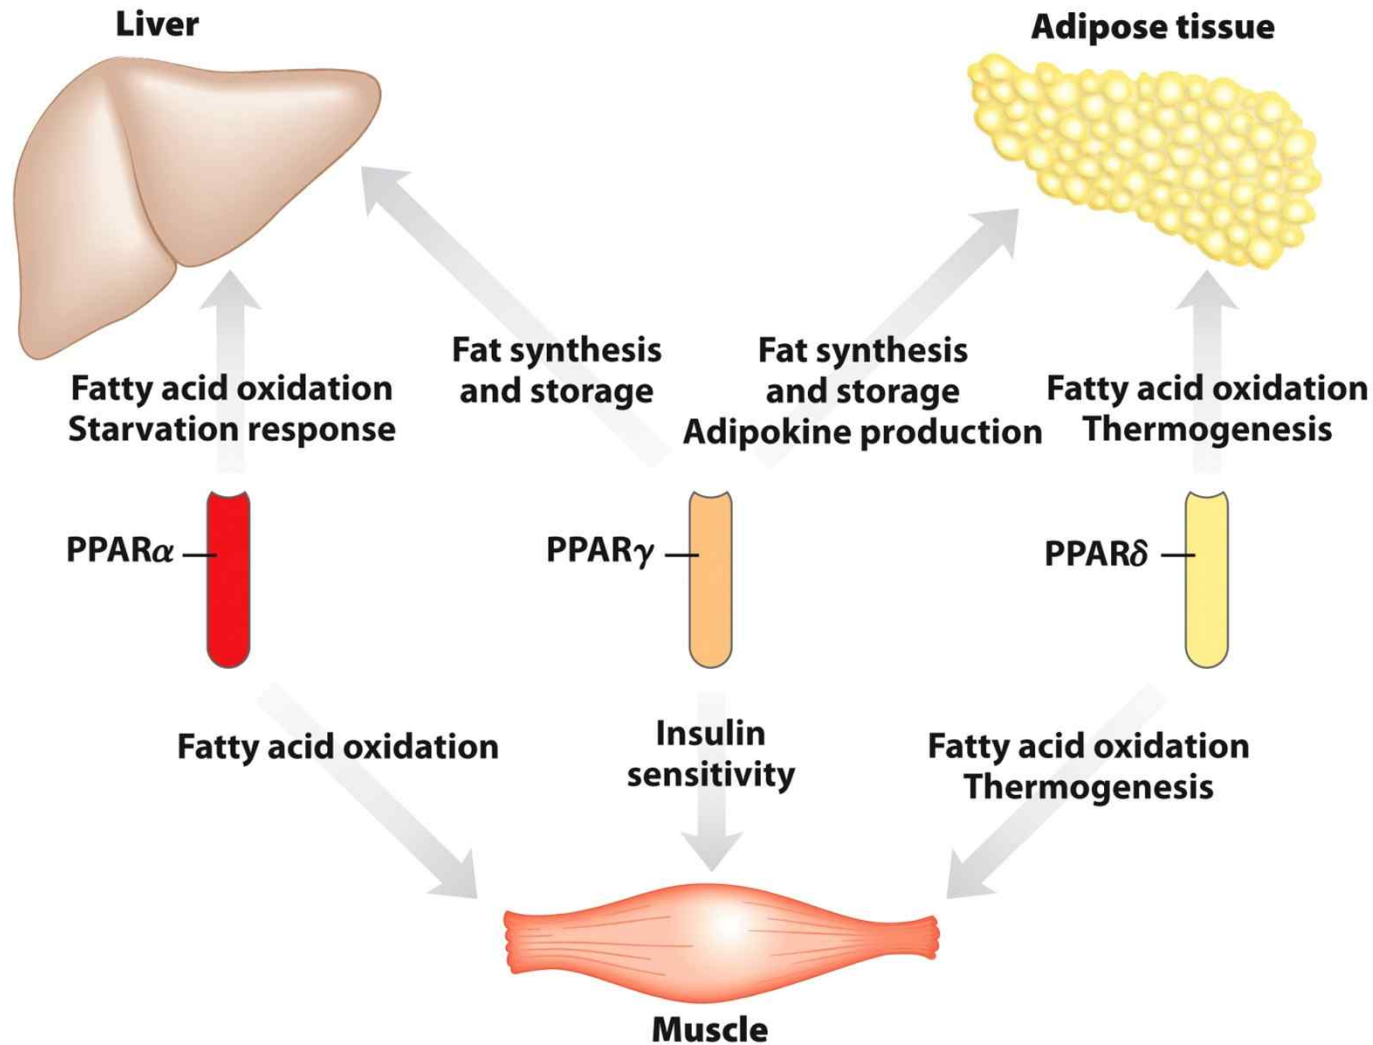 Liver
Adipose tissue
Fat synthesis
and storage
Fat synthesis
and storage
Adipokine production
Fatty acid oxidation
Starvation response
Fatty acid oxidation
Thermogenesis
PPARα
PPARγ
PPARδ
Fatty acid oxidation
Insulin
sensitivity
Fatty acid oxidation
Thermogenesis
Muscle